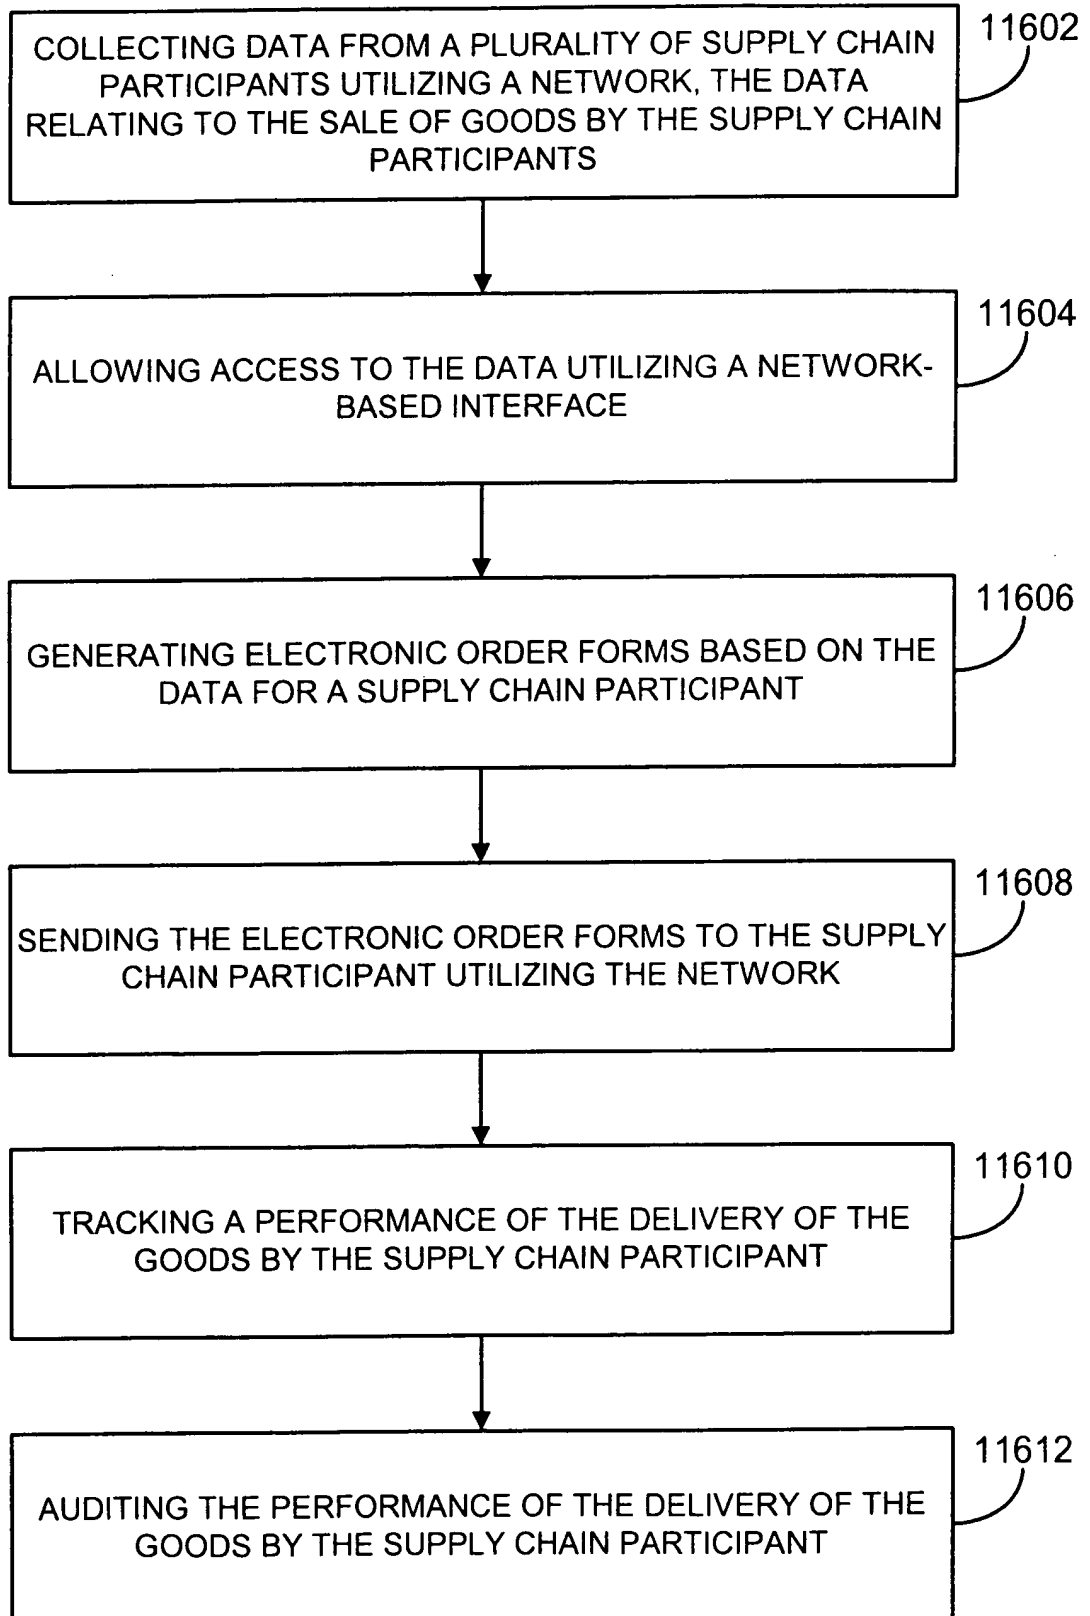 COLLECTING DATA FROM A PLURALITY OF SUPPLY CHAIN
PARTICIPANTS UTILIZING A NETWORK, THE DATA
RELATING TO THE SALE OF GOODS BY THE SUPPLY CHAIN
PARTICIPANTS
11602
ALLOWING ACCESS TO THE DATA UTILIZING A NETWORK-
BASED INTERFACE
11604
GENERATING ELECTRONIC ORDER FORMS BASED ON THE
DATA FOR A SUPPLY CHAIN PARTICIPANT
11606
SENDING THE ELECTRONIC ORDER FORMS TO THE SUPPLY
CHAIN PARTICIPANT UTILIZING THE NETWORK
11608
TRACKING A PERFORMANCE OF THE DELIVERY OF THE
GOODS BY THE SUPPLY CHAIN PARTICIPANT
11610
AUDITING THE PERFORMANCE OF THE DELIVERY OF THE
GOODS BY THE SUPPLY CHAIN PARTICIPANT
11612